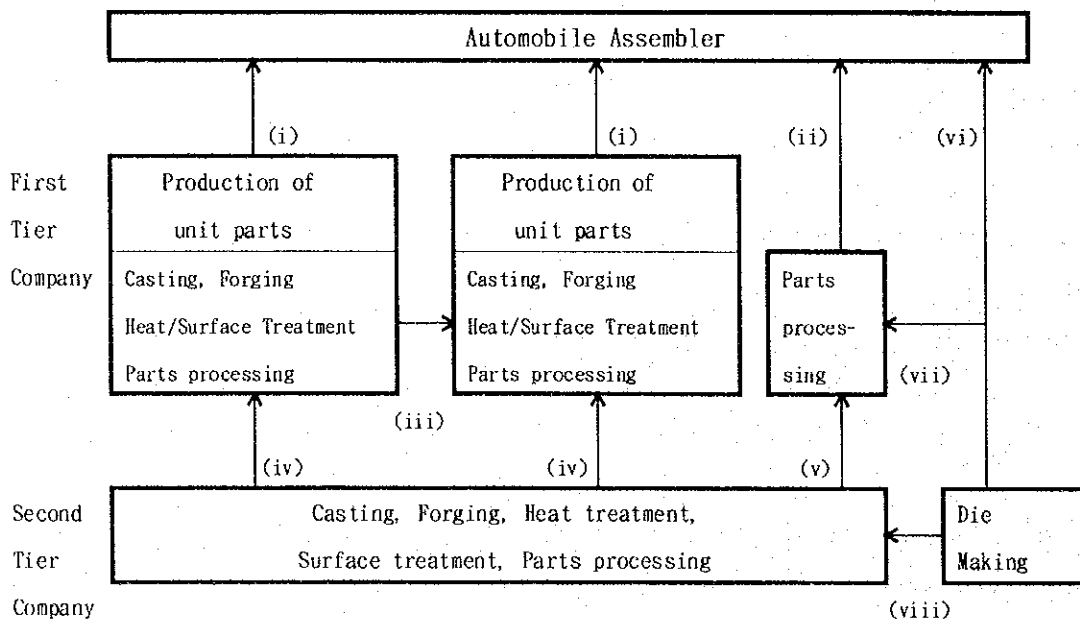 Automobile Assembler
(i)
(i)
(ii)
(vi)
First
Tier
Company
Production of
unit parts
Casting, Forging
Heat/Surface Treatment
Parts processing
Production of
unit parts
Casting, Forging
Heat/Surface Treatment
Parts processing
Parts
proces-
sing
(vii)
(iii)
(iv)
(iv)
(v)
Second
Tier
Company
Casting, Forging, Heat treatment,
Surface treatment, Parts processing
Die
Making
(viii)